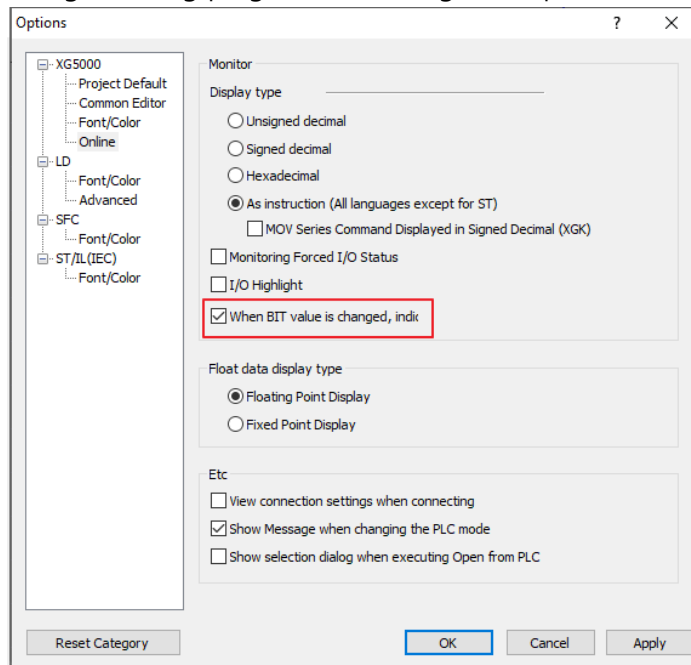 Options
?
XG5000
Project Default
Common Editor
Font/Color
Online
LD
Font/Color
Advanced
SFC
Font/Color
ST/IL(IEC)
Font/Color
Monitor
Display type
Unsigned decimal
Signed decimal
Hexadecimal
As instruction (All languages except for ST)
MOV Series Command Displayed in Signed Decimal (XGK)
Monitoring Forced I/O Status
I/O Highlight
When BIT value is changed, indic
Float data display type
Floating Point Display
Fixed Point Display
Etc
View connection settings when connecting
Show Message when changing the PLC mode
Show selection dialog when executing Open from PLC
Reset Category
OK
Cancel
Apply